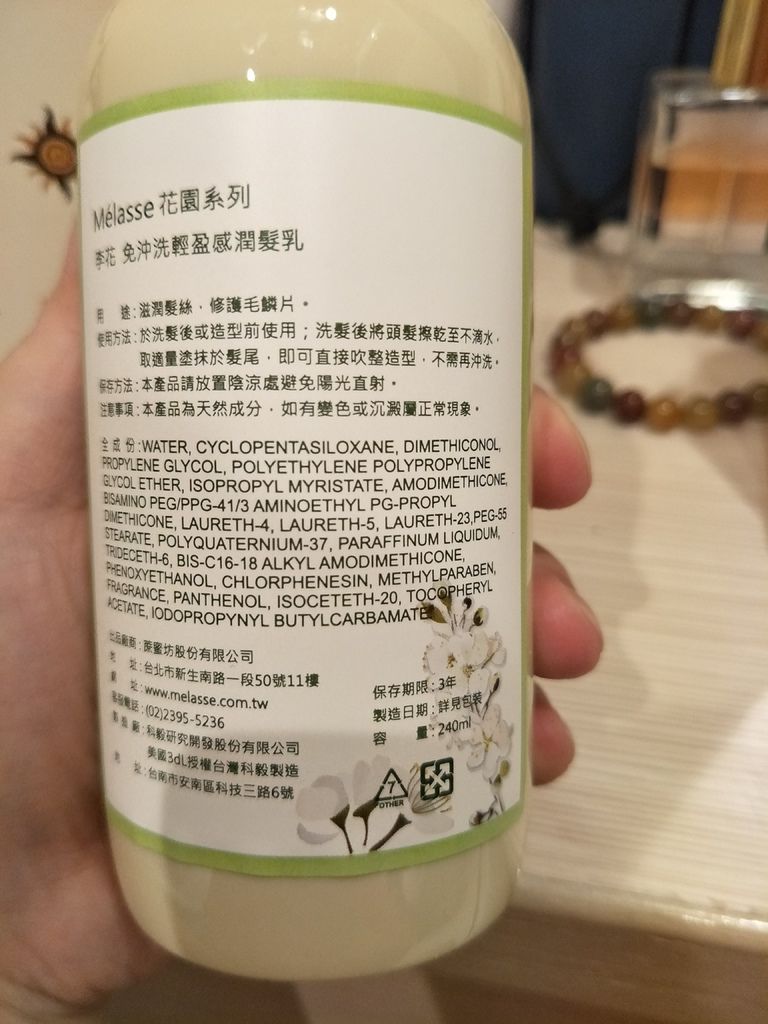 Mélasse 花園系列
李花 免沖洗輕盈感潤髮乳
用 途：滋潤髮絲，修護毛鱗片。
使用方法：於洗髮後或造型前使用；洗髮後將頭髮擦乾至不滴水，
取適量塗抹於髮尾，即可直接吹整造型，不需再沖洗。
保存方法：本產品請放置陰涼處避免陽光直射。
注意事項：本產品為天然成分，如有變色或沉澱屬正常現象。
全 成 份：WATER, CYCLOPENTASILOXANE, DIMETHICONOL,
PROPYLENE GLYCOL, POLYETHYLENE POLYPROPYLENE
GLYCOL ETHER, ISOPROPYL MYRISTATE, AMODIMETHICONE,
BISAMINO PEG/PPG-41/3 AMINOETHYL PG-PROPYL
DIMETHICONE, LAURETH-4, LAURETH-5, LAURETH-23,PEG-55
STEARATE, POLYQUATERNIUM-37, PARAFFINUM LIQUIDUM,
TRIDECETH-6, BIS-C16-18 ALKYL AMODIMETHICONE,
PHENOXYETHANOL, CHLORPHENESIN, METHYLPARABEN,
FRAGRANCE, PANTHENOL, ISOCETETH-20, TOCOPHERYL
ACETATE, IODOPROPYNYL BUTYLCARBAMATE
出品廠商：蔗蜜坊股份有限公司
地 址：台北市新生南路一段50號11樓
網 址：www.melasse.com.tw
客服電話：(02)2395-5236
製造廠：科毅研究開發股份有限公司
美國3dL授權台灣科毅製造
地 址：台南市安南區科技三路6號
保存期限：3年
製造日期：詳見包裝
容 量：240ml
7
OTHER